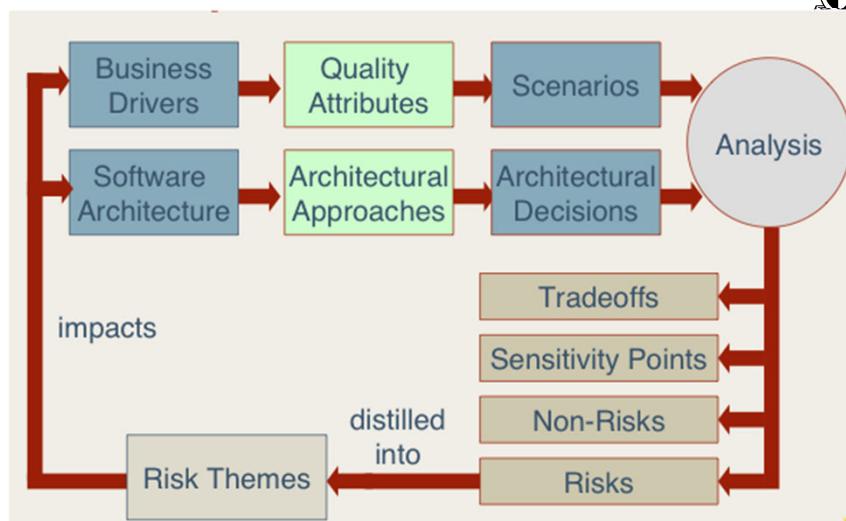 Business
Drivers
Quality
Attributes
Scenarios
Analysis
Software
Architecture
Architectural
Approaches
Architectural
Decisions
Tradeoffs
Sensitivity Points
Non-Risks
Risks
impacts
distilled
into
Risk Themes